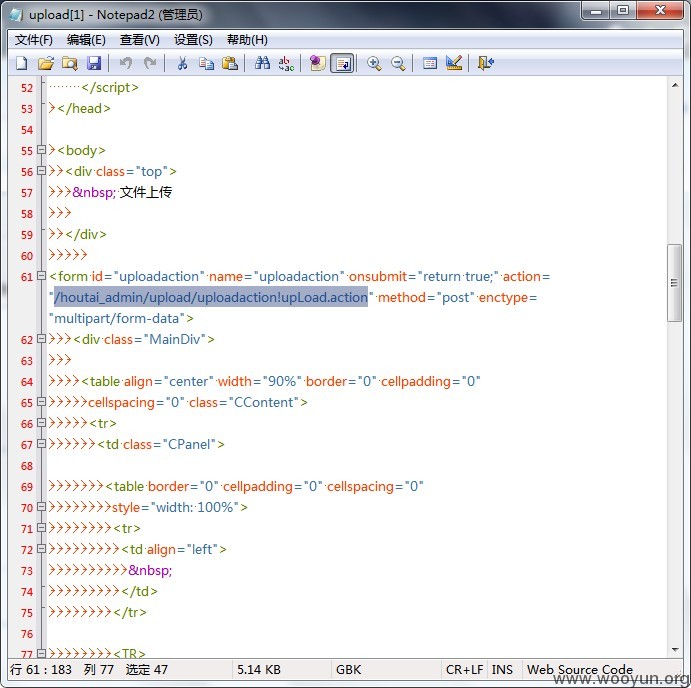 upload[1] - Notepad2 (管理员)
文件(F) 编辑(E) 查看(V) 设置(S) 帮助(H)
52 ········</script>
53 </head>
54
55 <body>
56 <div·class="top">
57 &nbsp;·文件上传
58
59 </div>
60
61 <form·id="uploadaction"·name="uploadaction"·onsubmit="return·true;"·action=
"/houtai_admin/upload/uploadaction!upLoad.action"·method="post"·enctype=
"multipart/form-data">
62 <div·class="MainDiv">
63
64 <table·align="center"·width="90%"·border="0"·cellpadding="0"
65 cellspacing="0"·class="CContent">
66 <tr>
67 <td·class="CPanel">
68
69 <table·border="0"·cellpadding="0"·cellspacing="0"
70 style="width:·100%">
71 <tr>
72 <td·align="left">
73 &nbsp;
74 </td>
75 </tr>
76
77 <TR>
行 61 : 183 列 77 选定 47 5.14 KB GBK CR+LF INS Web Source Code
www.wooyun.org